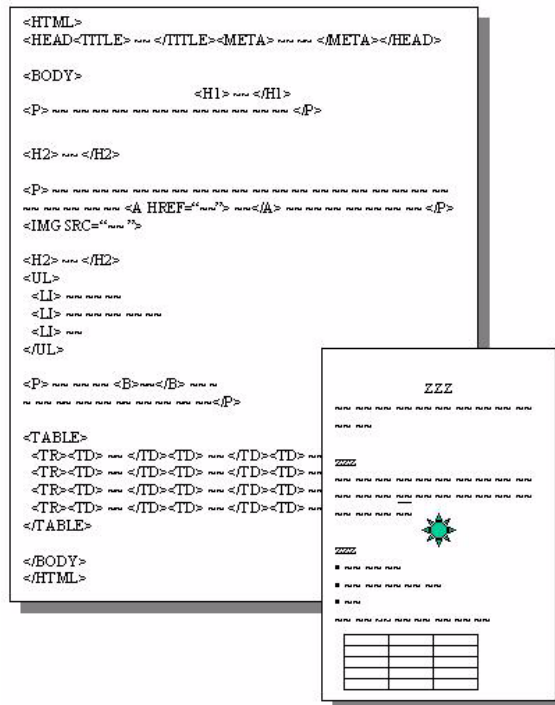 <HTML>
<HEAD<TITLE> ~~ </TITLE><META> ~~ ~~ </META></HEAD>
<BODY>
<H1> ~~ </H1>
<P> ~~ ~~ ~~ ~~ ~~ ~~ ~~ ~~ ~~ ~~ ~~ ~~ </P>
<H2> ~~ </H2>
<P> ~~ ~~ ~~ ~~ ~~ ~~ ~~ ~~ ~~ ~~ ~~ ~~ ~~ ~~ ~~ ~~ ~~ ~~ ~~ ~~
~~ ~~ ~~ ~~ ~~ <A HREF="~~"> ~~</A> ~~ ~~ ~~ ~~ ~~ ~~ ~~ </P>
<IMG SRC="~~">
<H2> ~~ </H2>
<UL>
<LI> ~~ ~~ ~~
<LI> ~~ ~~ ~~ ~~ ~~
<LI> ~~
</UL>
<P> ~~ ~~ ~~ <B>~~</B> ~~ ~~
~~ ~~ ~~ ~~ ~~ ~~ ~~ ~~ ~~ ~~</P>
<TABLE>
<TR><TD> ~~ </TD><TD> ~~ </TD><TD> ~~
<TR><TD> ~~ </TD><TD> ~~ </TD><TD> ~~
<TR><TD> ~~ </TD><TD> ~~ </TD><TD> ~~
<TR><TD> ~~ </TD><TD> ~~ </TD><TD> ~~
</TABLE>
</BODY>
</HTML>
ZZZ